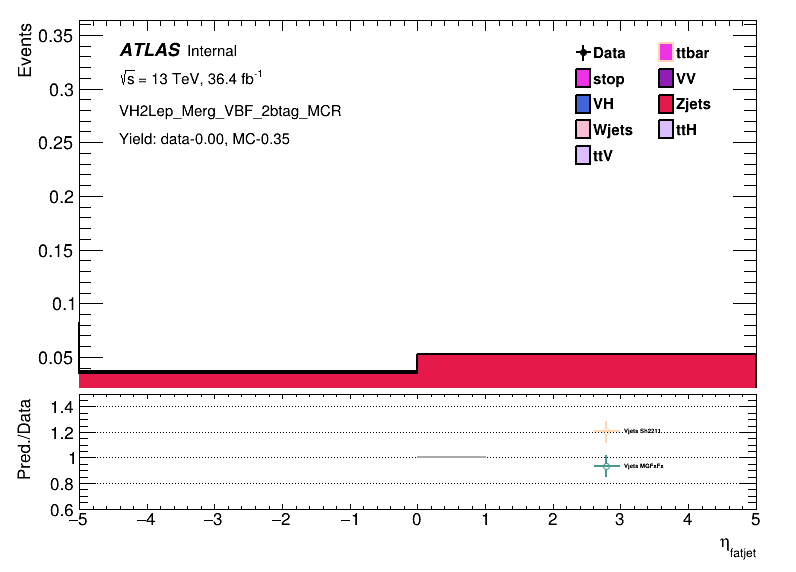 Events
0.35
0.3
0.25
0.2
0.15
0.1
0.05
ATLAS Internal
√s = 13 TeV, 36.4 fb⁻¹
VH2Lep_Merg_VBF_2btag_MCR
Yield: data-0.00, MC-0.35
Data ttbar
stop VV
VH Zjets
Wjets ttH
ttV
Pred./Data
1.4
1.2
1
0.8
0.6
Vjets Sh2211
Vjets MGFxFx
−5 −4 −3 −2 −1 0 1 2 3 4 5
η fatjet